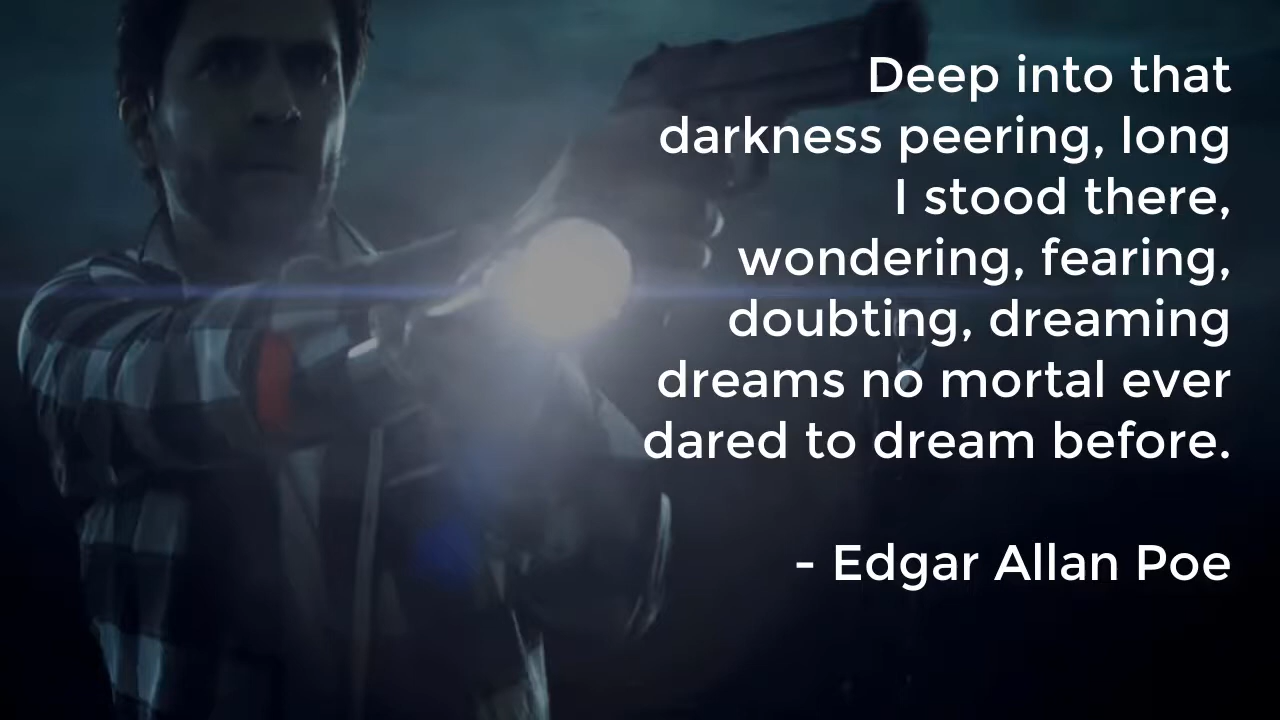 Deep into that
darkness peering, long
I stood there,
wondering, fearing,
doubting, dreaming
dreams no mortal ever
dared to dream before.
- Edgar Allan Poe